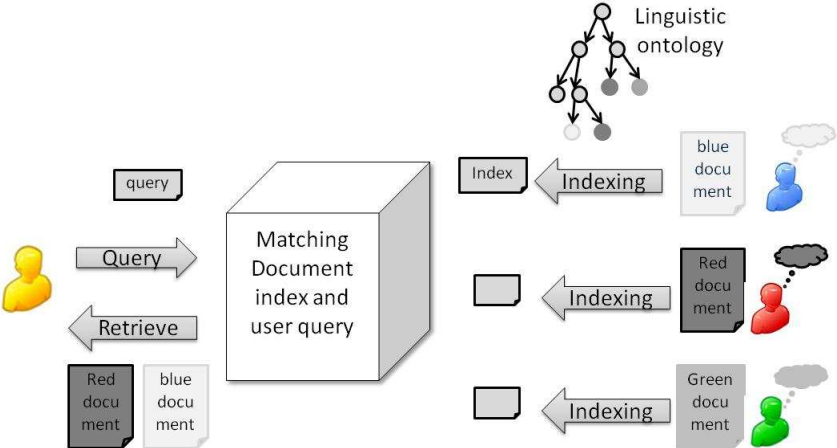 Linguistic
ontology
query
Query
Retrieve
Red
docu
ment
blue
docu
ment
Matching
Document
index and
user query
Index
Indexing
blue
docu
ment
Indexing
Red
docu
ment
Indexing
Green
docu
ment